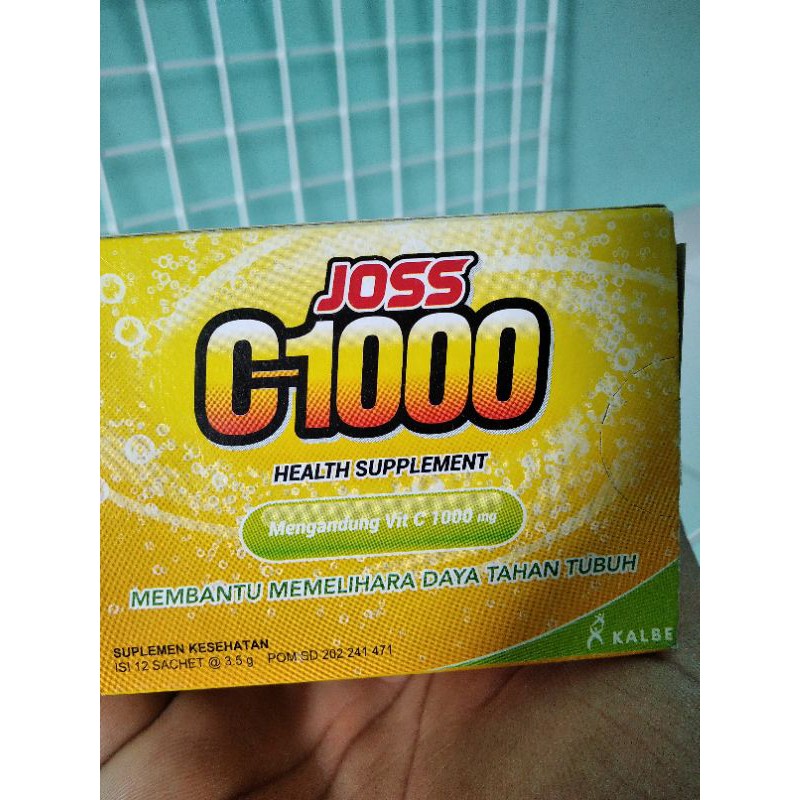 JOSS
C-1000
HEALTH SUPPLEMENT
Mengandung Vit C 1000 mg
MEMBANTU MEMELIHARA DAYA TAHAN TUBUH
SUPLEMEN KESEHATAN
ISI 12 SACHET @ 3.5 g POM SD 202 241 471
KALBE